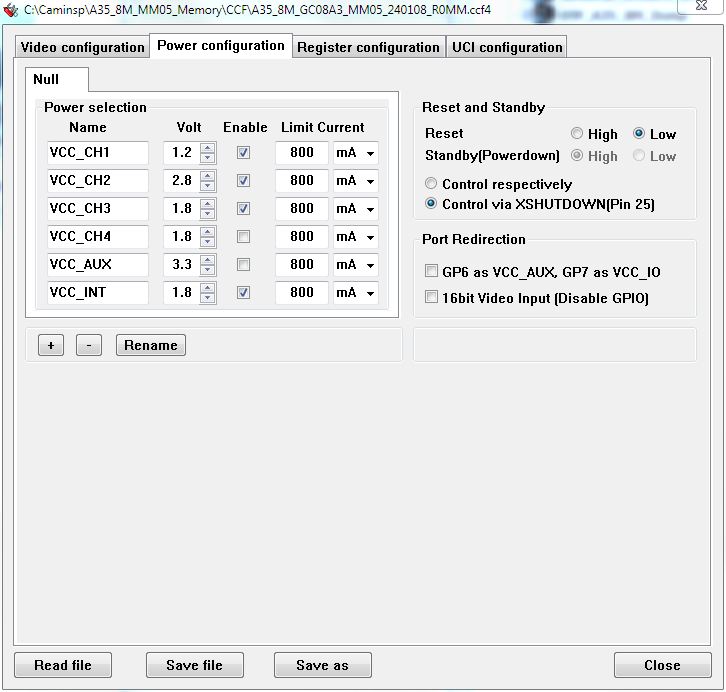 C:\Caminsp\A35_8M_MM05_Memory\CCF\A35_8M_GC08A3_MM05_240108_R0MM.ccf4
Video configuration Power configuration Register configuration UCI configuration
Null
Power selection
Name Volt Enable Limit Current
VCC_CH1 1.2 800 mA
VCC_CH2 2.8 800 mA
VCC_CH3 1.8 800 mA
VCC_CH4 1.8 800 mA
VCC_AUX 3.3 800 mA
VCC_INT 1.8 800 mA
+ - Rename
Reset and Standby
Reset High Low
Standby(Powerdown) High Low
Control respectively
Control via XSHUTDOWN(Pin 25)
Port Redirection
GP6 as VCC_AUX, GP7 as VCC_IO
16bit Video Input (Disable GPIO)
Read file Save file Save as Close